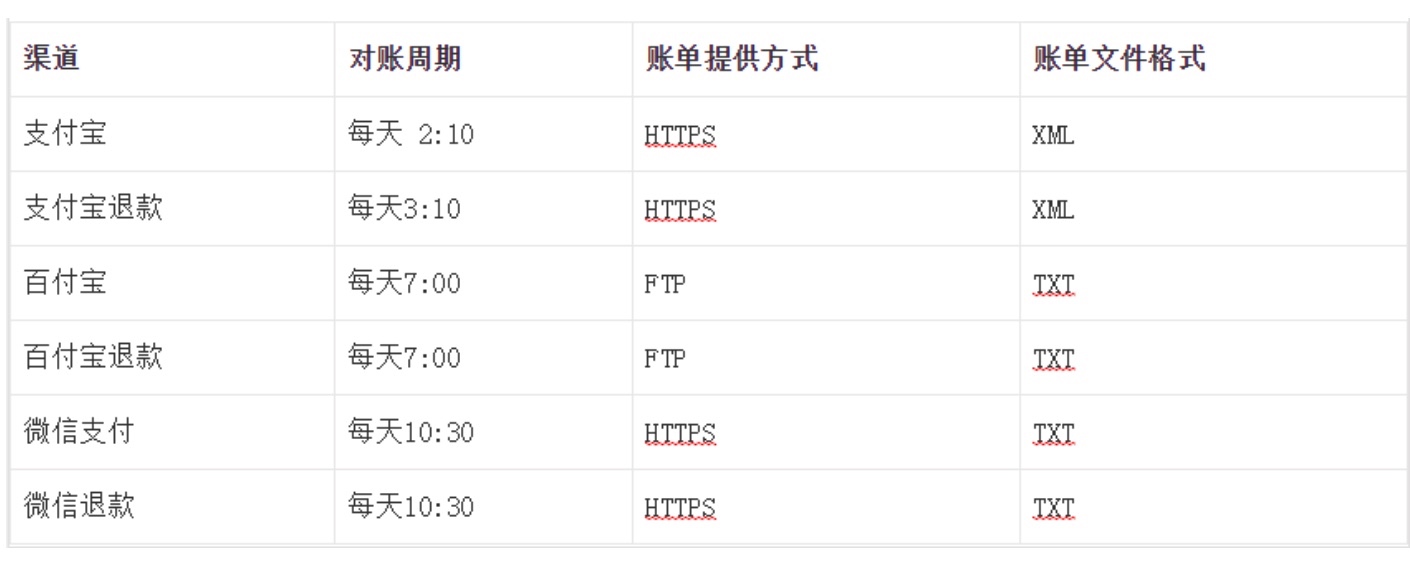 渠道 对账周期 账单提供方式 账单文件格式
支付宝 每天 2:10 HTTPS XML
支付宝退款 每天3:10 HTTPS XML
百付宝 每天7:00 FTP TXT
百付宝退款 每天7:00 FTP TXT
微信支付 每天10:30 HTTPS TXT
微信退款 每天10:30 HTTPS TXT